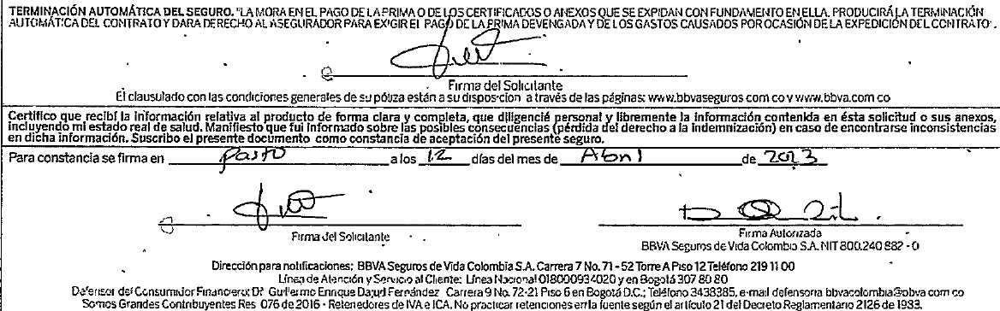 TERMINACIÓN AUTOMÁTICA DEL SEGURO. "LA MORA EN EL PAGO DE LA PRIMA O DE LOS CERTIFICADOS O ANEXOS QUE SE EXPIDAN CON FUNDAMENTO EN ELLA. PRODUCIRÁ LA TERMINACIÓN
AUTOMÁTICA DEL CONTRATO Y DARA DERECHO AL ASEGURADOR PARA EXIGIR EL PAGO DE LA PRIMA DEVENGADA Y DE LOS GASTOS CAUSADOS POR OCASIÓN DE LA EXPEDICIÓN DEL CONTRATO".
Firma del Solicitante
El clausulado con las condiciones generales de su póliza están a su disposición a través de las páginas: www.bbvaseguros com co y www.bbva.com co
Certifico que recibí la información relativa al producto de forma clara y completa, que diligencié personal y libremente la información contenida en ésta solicitud o sus anexos,
incluyendo mi estado real de salud. Manifiesto que fui informado sobre las posibles consecuencias (pérdida del derecho a la indemnización) en caso de encontrarse inconsistencias
en dicha información. Suscribo el presente documento como constancia de aceptación del presente seguro.
Para constancia se firma en Pasto a los 12 días del mes de Abril de 2023
Firma del Solicitante
Firma Autorizada
BBVA Seguros de Vida Colombia S.A. NIT 800.240 882 - 0
Dirección para notificaciones: BBVA Seguros de Vida Colombia S.A. Carrera 7 No. 71 - 52 Torre A Piso 12 Teléfono 219 11 00
Línea de Atención y Servicio al Cliente: Línea Nacional 018000934020 y en Bogotá 307 80 80
Defensor del Consumidor Financiero: Dr Guillermo Enrique Dajud Fernández Carrera 9 No. 72-21 Piso 6 en Bogotá D.C.; Teléfono 3438385, e-mail defensoria bbvacolombia@bbva com co
Somos Grandes Contribuyentes Res 076 de 2016 - Retenedores de IVA e ICA. No practicar retenciones en la fuente según el artículo 21 del Decreto Reglamentario 2126 de 1983.